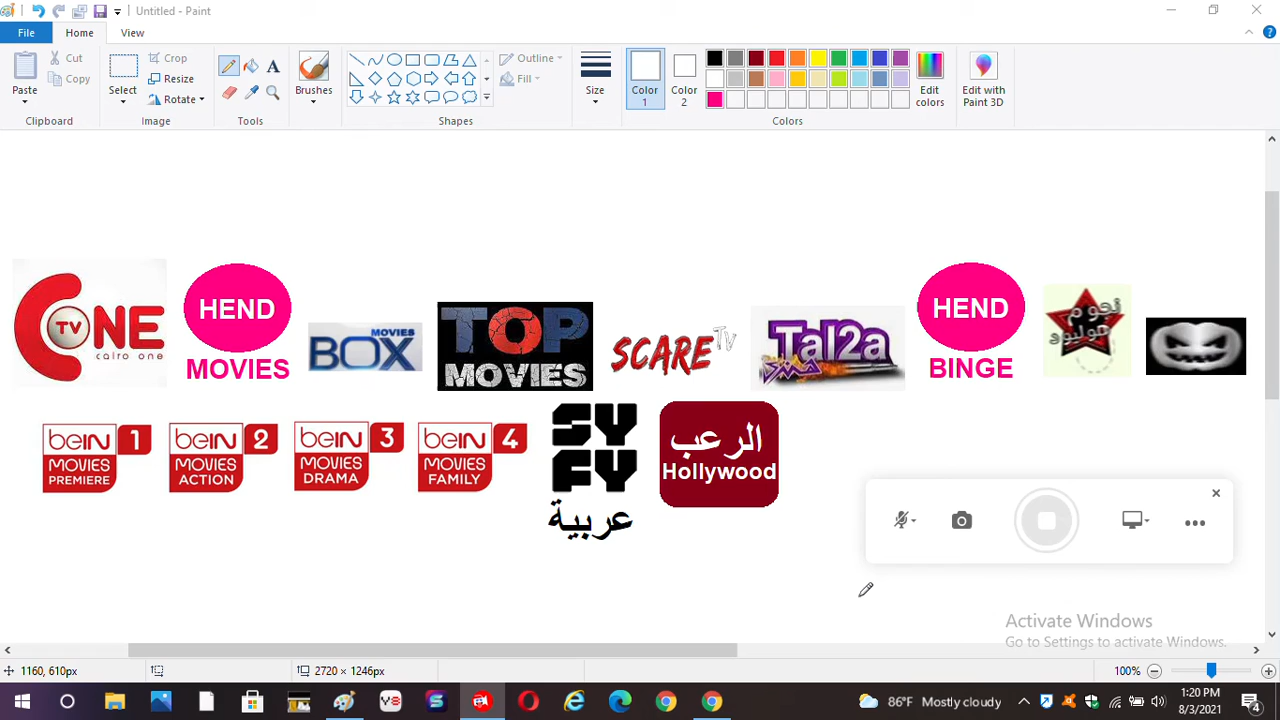 Untitled - Paint
File
Home
View
Paste
Cut
Copy
Clipboard
Select
Crop
Resize
Rotate
Image
A
Tools
Brushes
Outline
Fill
Shapes
Size
Color 1
Color 2
Edit colors
Edit with Paint 3D
Colors
CNE
TV
cairo one
HEND
MOVIES
MOVIES
BOX
TOP
MOVIES
SCARE TV
Tal2a
HEND
BINGE
نجوم
هوليود
beIN 1
MOVIES
PREMIERE
beIN 2
MOVIES
ACTION
beIN 3
MOVIES
DRAMA
beIN 4
MOVIES
FAMILY
SY
FY
عربية
الرعب
Hollywood
Activate Windows
Go to Settings to activate Windows.
1160, 610px
2720 × 1246px
100%
86°F Mostly cloudy
1:20 PM
8/3/2021
4